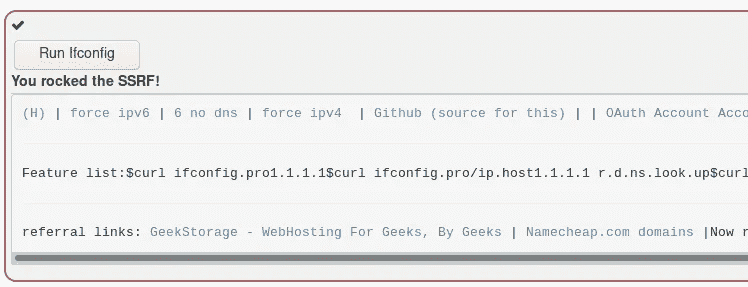 Run Ifconfig
You rocked the SSRF!
(H) | force ipv6 | 6 no dns | force ipv4 | Github (source for this) | | OAuth Account Acco
Feature list:$curl ifconfig.pro1.1.1.1$curl ifconfig.pro/ip.host1.1.1.1 r.d.ns.look.up$curl
referral links: GeekStorage - WebHosting For Geeks, By Geeks | Namecheap.com domains |Now r